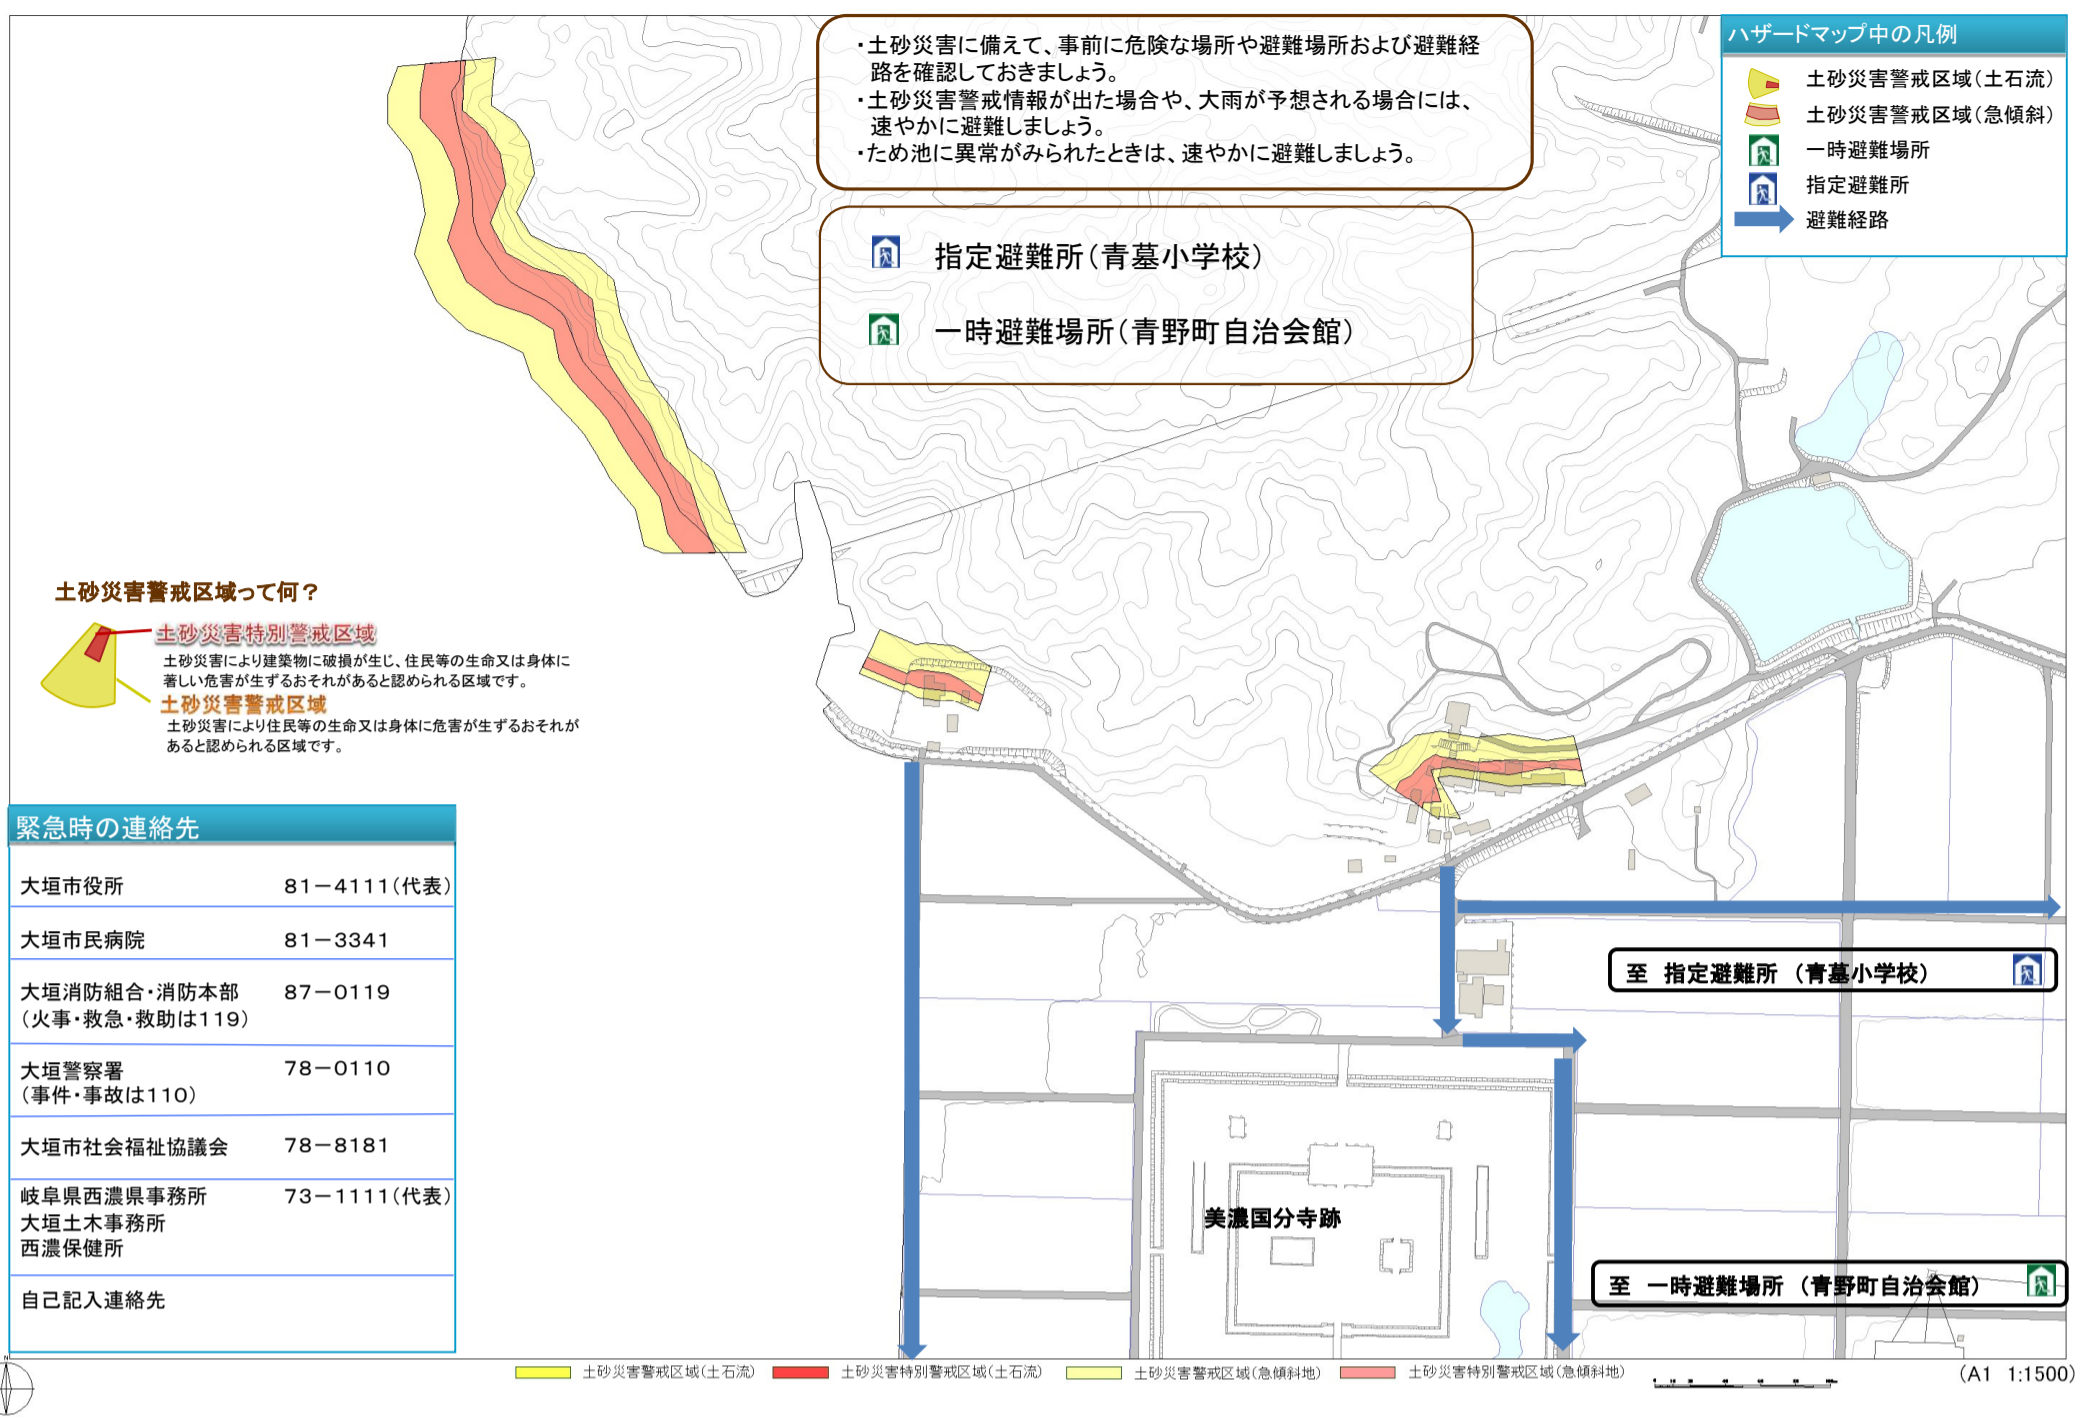 ・土砂災害に備えて、事前に危険な場所や避難場所および避難経
路を確認しておきましょう。
・土砂災害警戒情報が出た場合や、大雨が予想される場合には、
速やかに避難しましょう。
・ため池に異常がみられたときは、速やかに避難しましょう。
指定避難所（青墓小学校）
一時避難場所（青野町自治会館）
ハザードマップ中の凡例
土砂災害警戒区域（土石流）
土砂災害警戒区域（急傾斜）
一時避難場所
指定避難所
避難経路
土砂災害警戒区域って何？
土砂災害特別警戒区域
土砂災害により建築物に破損が生じ、住民等の生命又は身体に
著しい危害が生ずるおそれがあると認められる区域です。
土砂災害警戒区域
土砂災害により住民等の生命又は身体に危害が生ずるおそれが
あると認められる区域です。
緊急時の連絡先
大垣市役所 81－4111（代表）
大垣市民病院 81－3341
大垣消防組合・消防本部 87－0119
（火事・救急・救助は119）
大垣警察署 78－0110
（事件・事故は110）
大垣市社会福祉協議会 78－8181
岐阜県西濃県事務所 73－1111（代表）
大垣土木事務所
西濃保健所
自己記入連絡先
至 指定避難所 （青墓小学校）
美濃国分寺跡
至 一時避難場所 （青野町自治会館）
土砂災害警戒区域（土石流）
土砂災害特別警戒区域（土石流）
土砂災害警戒区域（急傾斜地）
土砂災害特別警戒区域（急傾斜地）
（A1 1:1500）